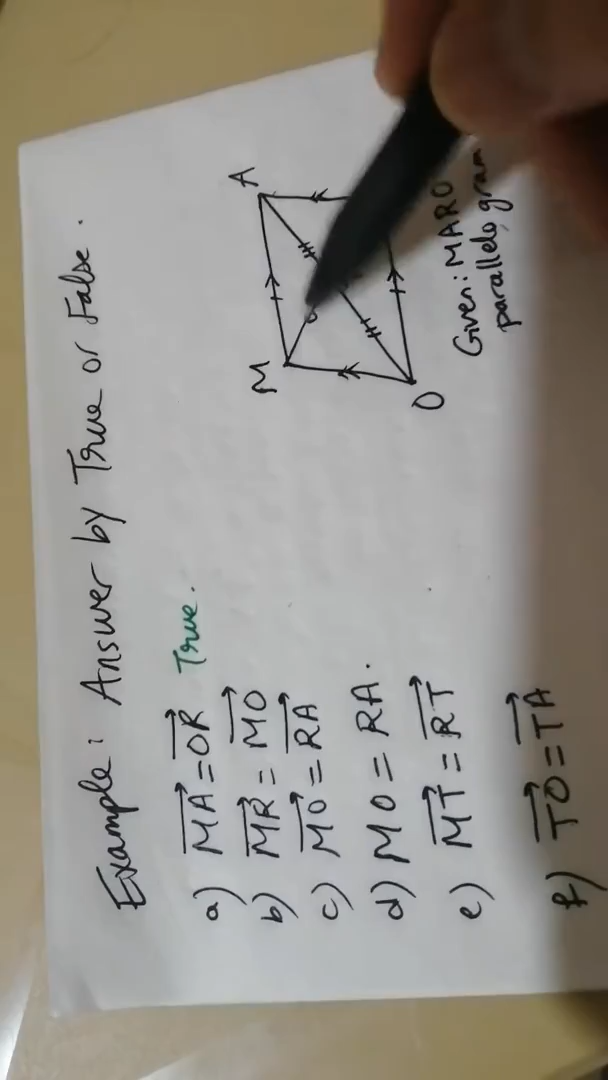 Example: Answer by True or False.
a) MA = OR True.
b) MR = MO
c) MO = RA
d) MO = RA.
e) MT = RT
f) TO = TA
A
M
O
Given: MARO
parallelogram